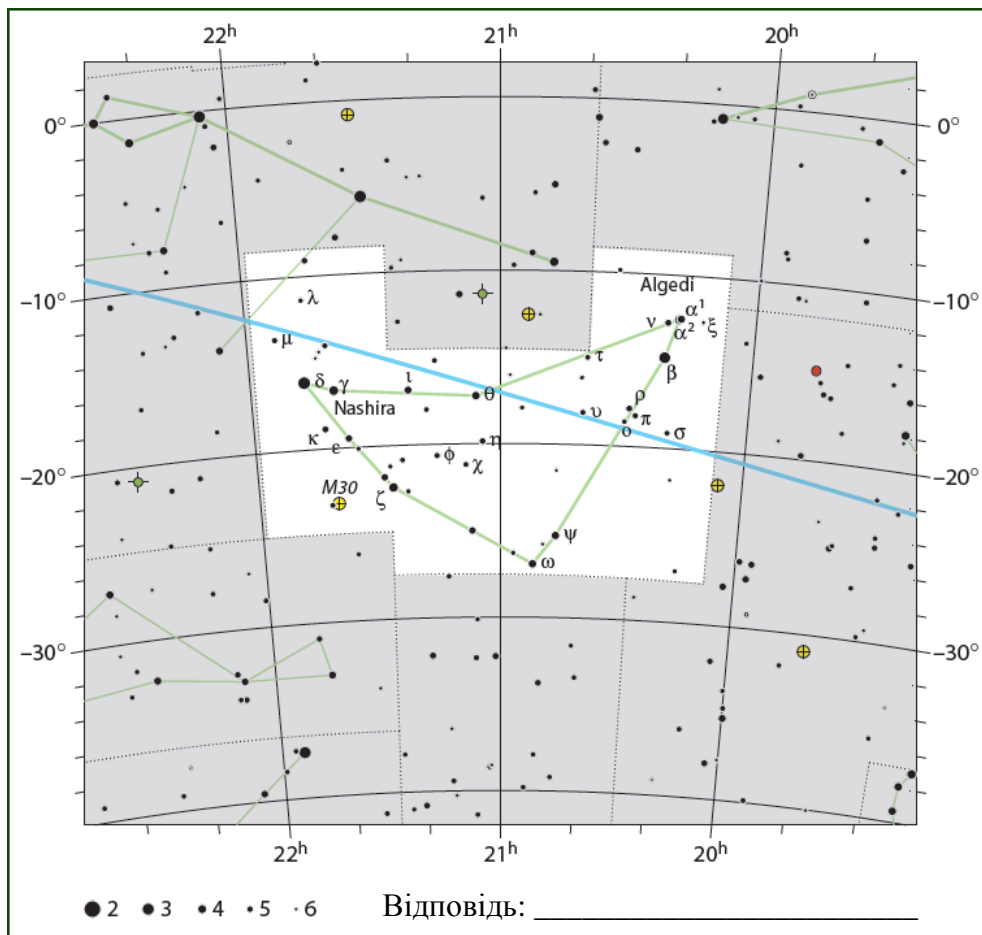 22h 21h 20h
0° 0°
Algedi
λ α¹
−10° ν α² ξ −10°
μ τ β
δ γ ι θ
Nashira ρ
υ π
κ ο σ
ε η
φ χ
−20° M30 −20°
ζ
ψ
ω
−30° −30°
22h 21h 20h
2 3 4 5 6 Відповідь: ________________________